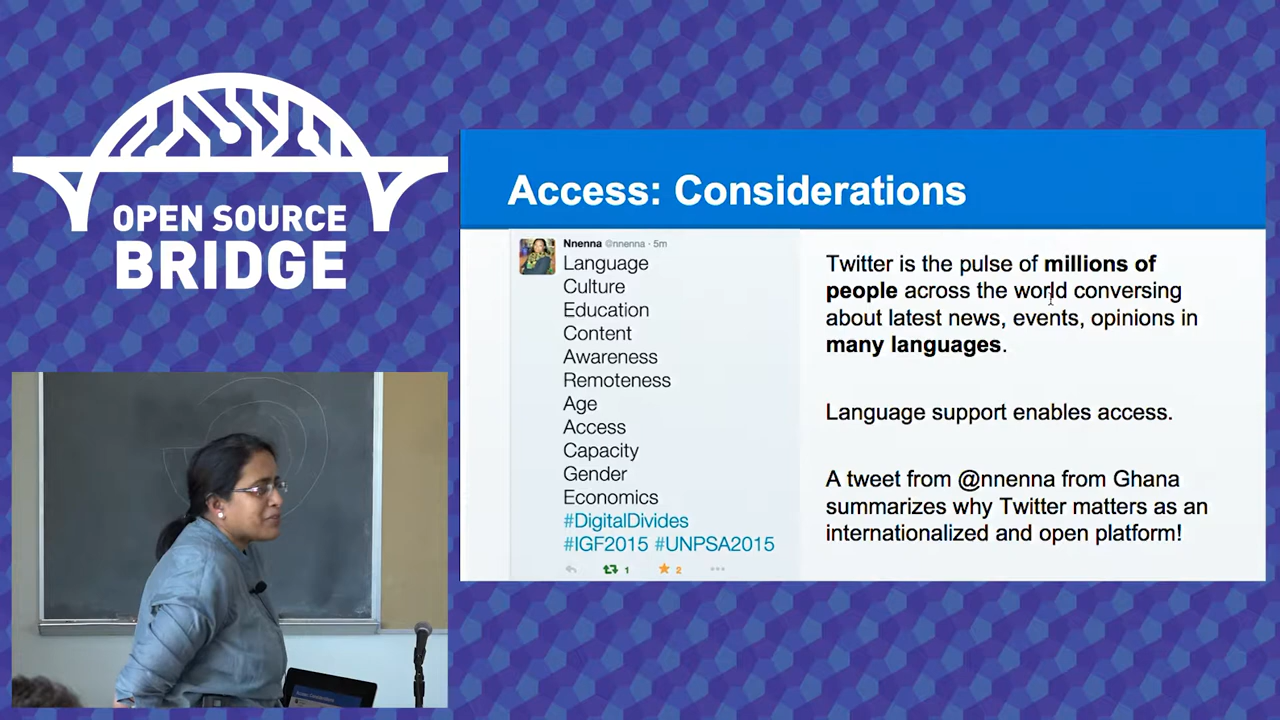 OPEN SOURCE
BRIDGE
Access: Considerations
Nnenna @nnenna · 5m
Language
Culture
Education
Content
Awareness
Remoteness
Age
Access
Capacity
Gender
Economics
#DigitalDivides
#IGF2015 #UNPSA2015
1
2
Twitter is the pulse of millions of
people across the world conversing
about latest news, events, opinions in
many languages.
Language support enables access.
A tweet from @nnenna from Ghana
summarizes why Twitter matters as an
internationalized and open platform!
Access: Considerations